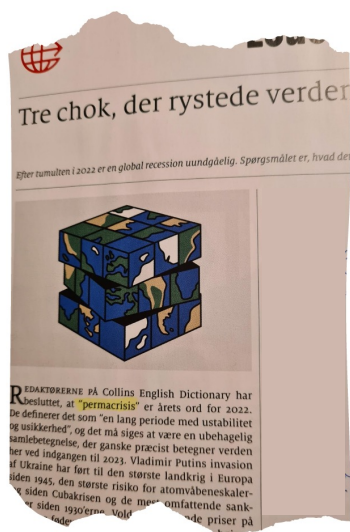 Tre chok, der rystede verden
Efter tumulten i 2022 er en global recession uundgåelig. Spørgsmålet er, hvad
REDAKTØRERNE PÅ Collins English Dictionary har
besluttet, at "permacrisis" er årets ord for 2022.
De definerer det som "en lang periode med ustabilitet
og usikkerhed", og det må siges at være en ubehagelig
samlebetegnelse, der ganske præcist betegner verden
her ved indgangen til 2023. Vladimir Putins invasion
af Ukraine har ført til den største landkrig i Europa
siden 1945, den største risiko for atomvåbeneskaler-
siden Cubakrisen og de mest omfattende sank-
siden 1930'erne.
priser på